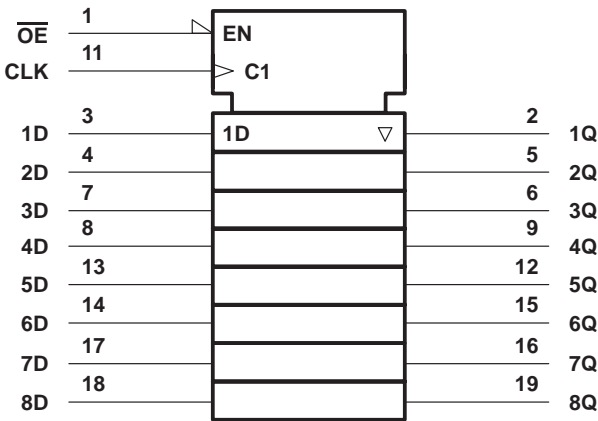 O̅E̅ 1 EN
CLK 11 C1
1D 3 1D 2 1Q
2D 4 5 2Q
3D 7 6 3Q
4D 8 9 4Q
5D 13 12 5Q
6D 14 15 6Q
7D 17 16 7Q
8D 18 19 8Q